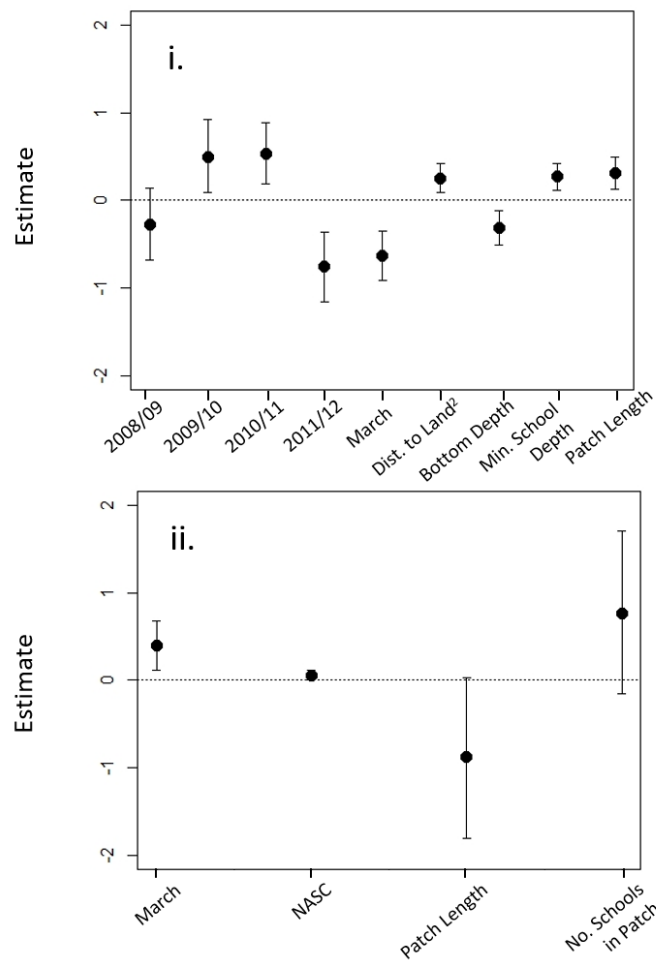 i.
Estimate
2
1
0
-1
-2
2008/09
2009/10
2010/11
2011/12
March
Dist. to Land²
Bottom Depth
Min. School
Depth
Patch Length
ii.
Estimate
2
1
0
-1
-2
March
NASC
Patch Length
No. Schools
in Patch